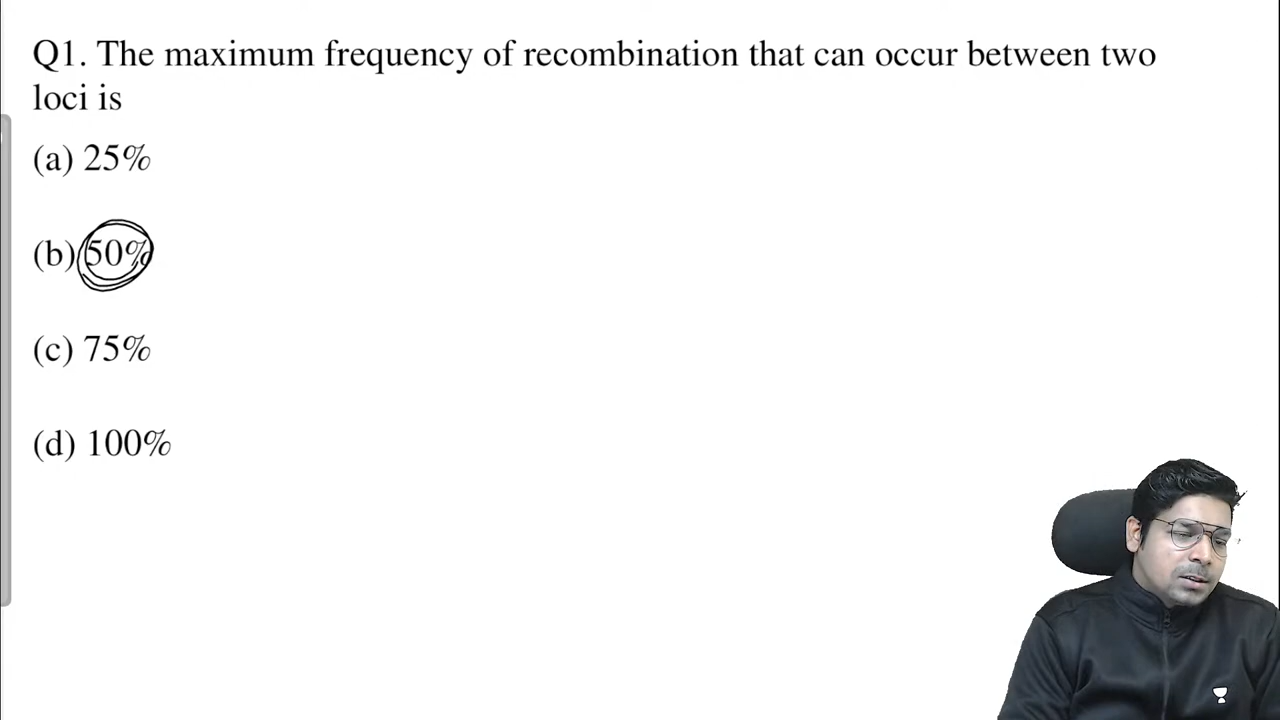 Q1. The maximum frequency of recombination that can occur between two
loci is
(a) 25%
(b) 50%
(c) 75%
(d) 100%